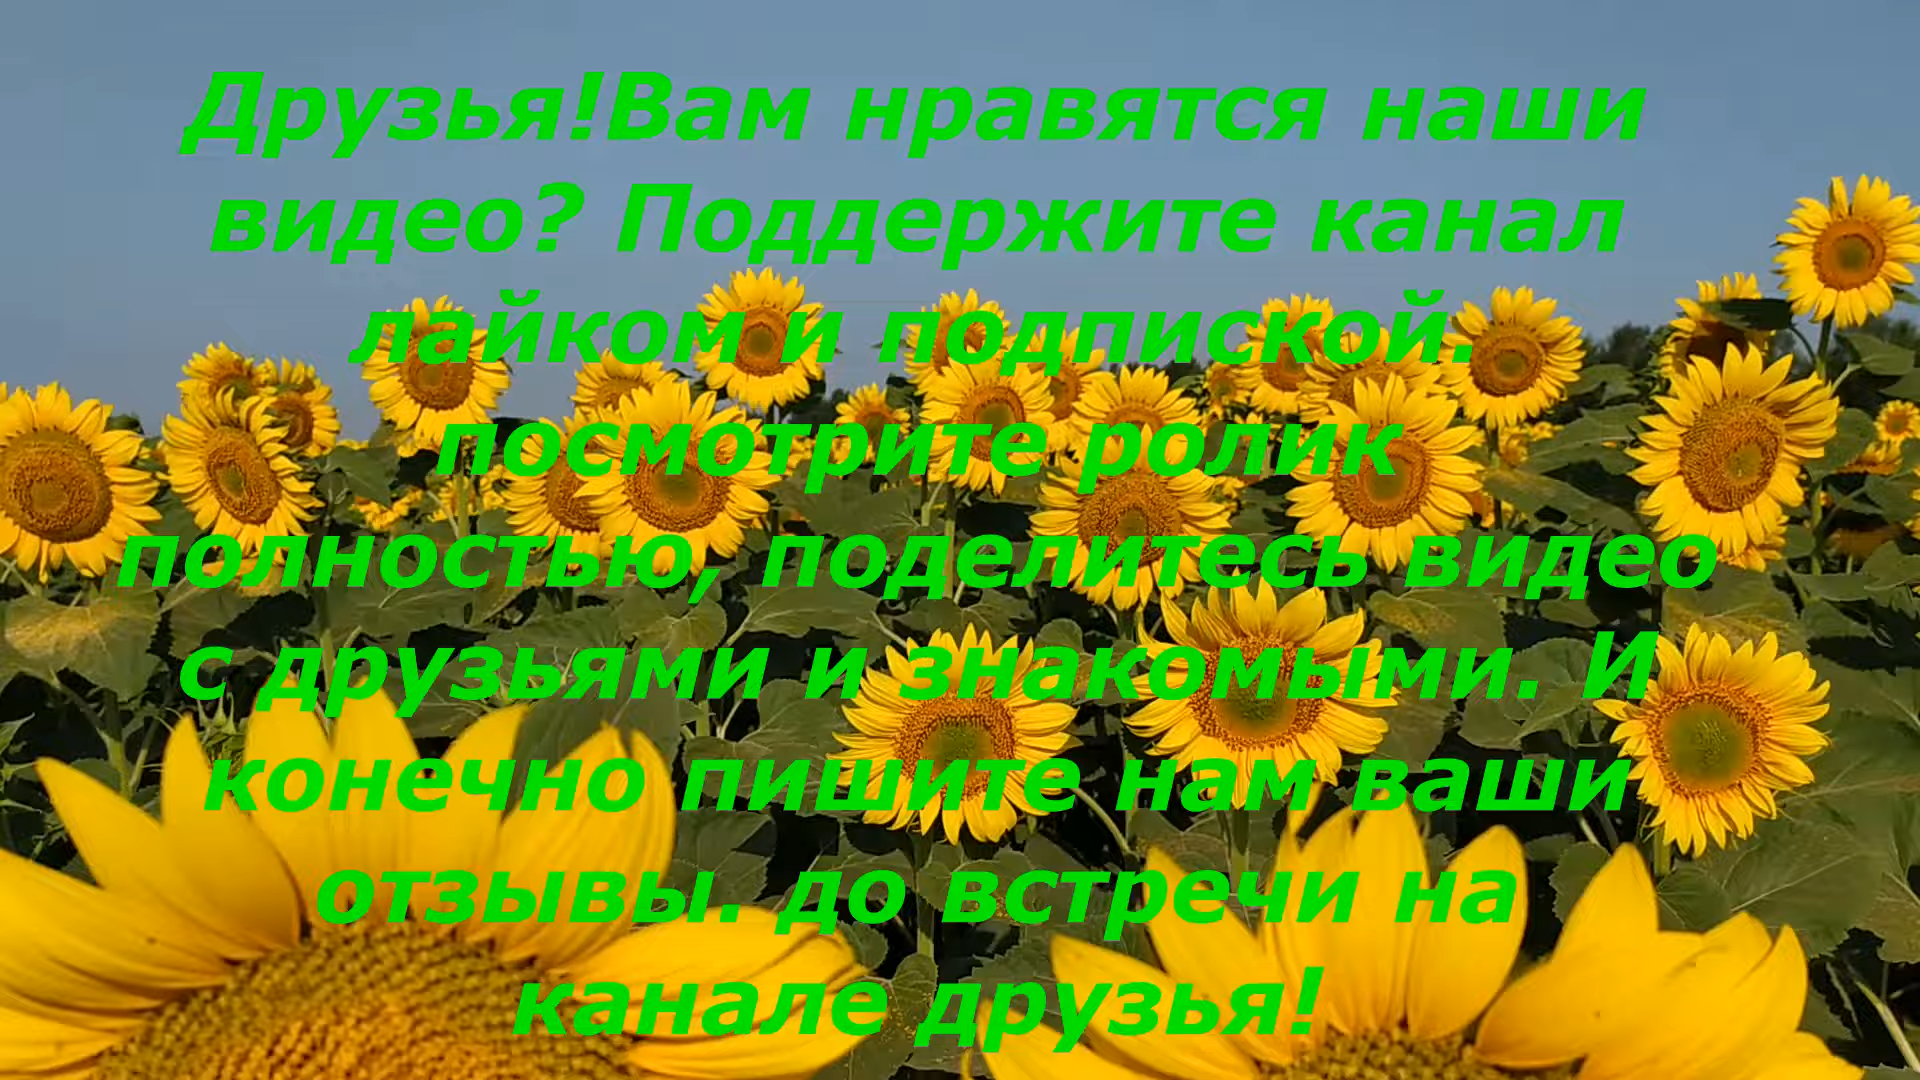 Друзья!Вам нравятся наши
видео? Поддержите канал
лайком и подпиской.
посмотрите ролик
полностью, поделитесь видео
с друзьями и знакомыми. И
конечно пишите нам ваши
отзывы. до встречи на
канале друзья!